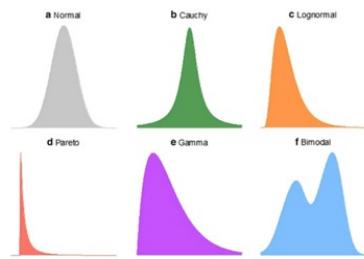 a Normal
b Cauchy
c Lognormal
d Pareto
e Gamma
f Bimodal